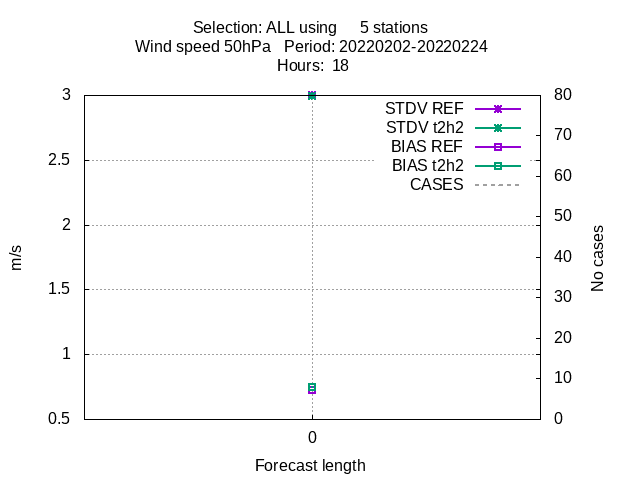 Selection: ALL using     5 stations
Wind speed 50hPa   Period: 20220202-20220224
Hours:  18
3
2.5
2
1.5
1
0.5
m/s
STDV REF
STDV t2h2
BIAS REF
BIAS t2h2
CASES
80
70
60
50
40
30
20
10
0
No cases
0
Forecast length